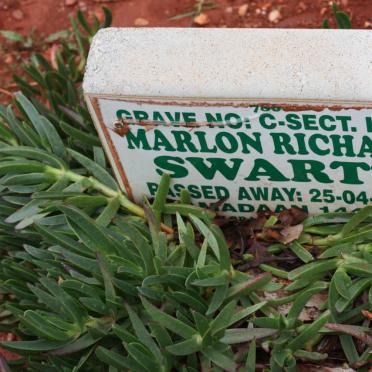 786
GRAVE NO: C-SECT.
MARLON RICHA
SWART
PASSED AWAY: 25-04-